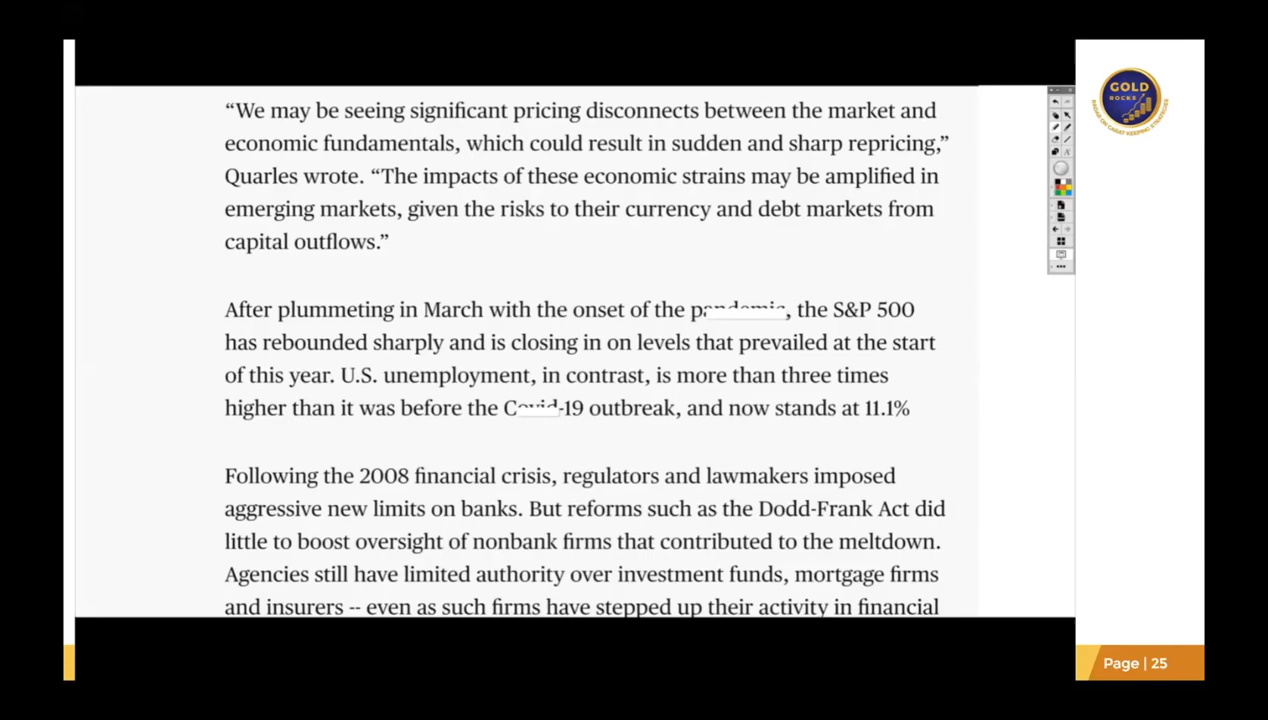 “We may be seeing significant pricing disconnects between the market and
economic fundamentals, which could result in sudden and sharp repricing,”
Quarles wrote. “The impacts of these economic strains may be amplified in
emerging markets, given the risks to their currency and debt markets from
capital outflows.”
After plummeting in March with the onset of the pandemic, the S&P 500
has rebounded sharply and is closing in on levels that prevailed at the start
of this year. U.S. unemployment, in contrast, is more than three times
higher than it was before the Covid-19 outbreak, and now stands at 11.1%
Following the 2008 financial crisis, regulators and lawmakers imposed
aggressive new limits on banks. But reforms such as the Dodd-Frank Act did
little to boost oversight of nonbank firms that contributed to the meltdown.
Agencies still have limited authority over investment funds, mortgage firms
and insurers -- even as such firms have stepped up their activity in financial
GOLD
ROCKS
Page | 25